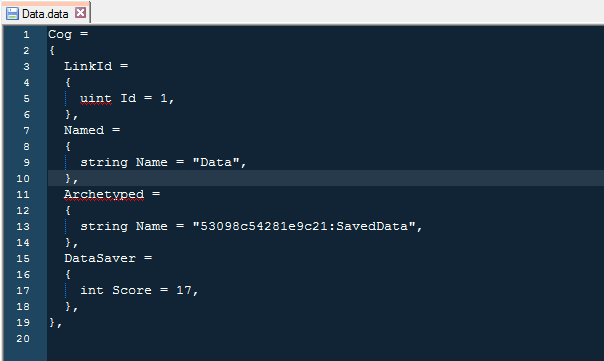 Data.data
1 Cog =
2 {
3 LinkId =
4 {
5 uint Id = 1,
6 },
7 Named =
8 {
9 string Name = "Data",
10 },
11 Archetyped =
12 {
13 string Name = "53098c54281e9c21:SavedData",
14 },
15 DataSaver =
16 {
17 int Score = 17,
18 },
19 },
20